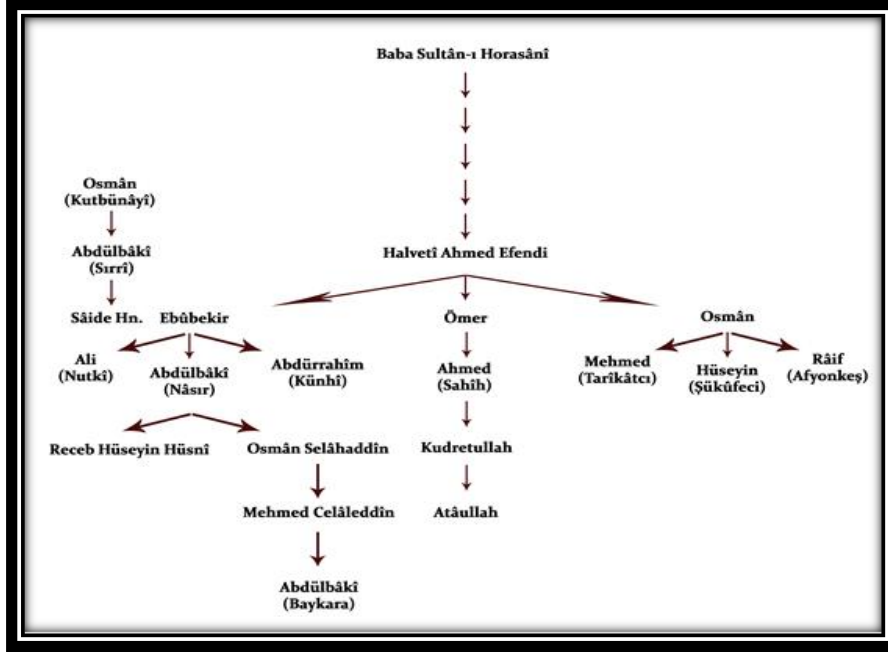 Baba Sultân-ı Horasânî
Osmân
(Kutbünâyî)
Abdülbâkî
(Sırrî)
Halvetî Ahmed Efendi
Sâide Hn. Ebûbekir
Ömer
Osmân
Ali
(Nutkî)
Abdülbâkî
(Nâsır)
Abdürrahîm
(Künhî)
Ahmed
(Sahîh)
Mehmed
(Tarîkâtcı)
Hüseyin
(Şükûfeci)
Râif
(Afyonkeş)
Receb Hüseyin Hüsnî
Osmân Selâhaddîn
Kudretullah
Mehmed Celâleddîn
Atâullah
Abdülbâkî
(Baykara)